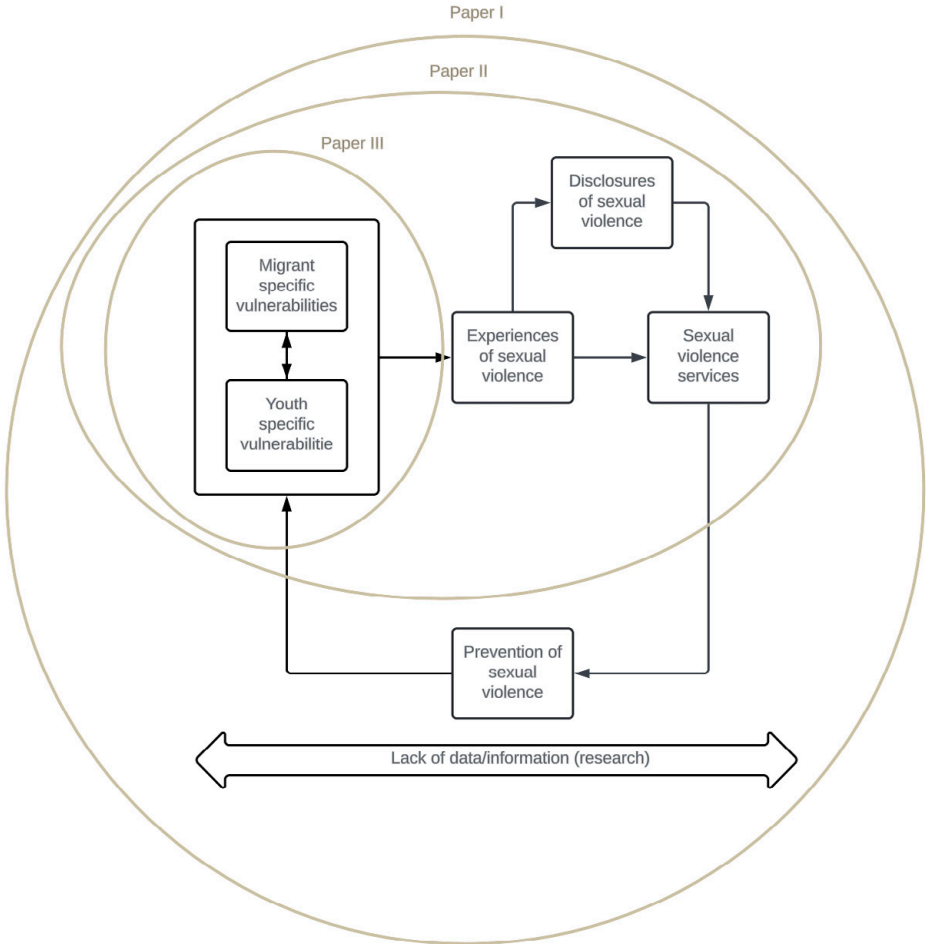 Paper I
Paper II
Paper III
Disclosures
of sexual
violence
Migrant
specific
vulnerabilities
Experiences
of sexual
violence
Sexual
violence
services
Youth
specific
vulnerabilitie
Prevention of
sexual
violence
Lack of data/information (research)